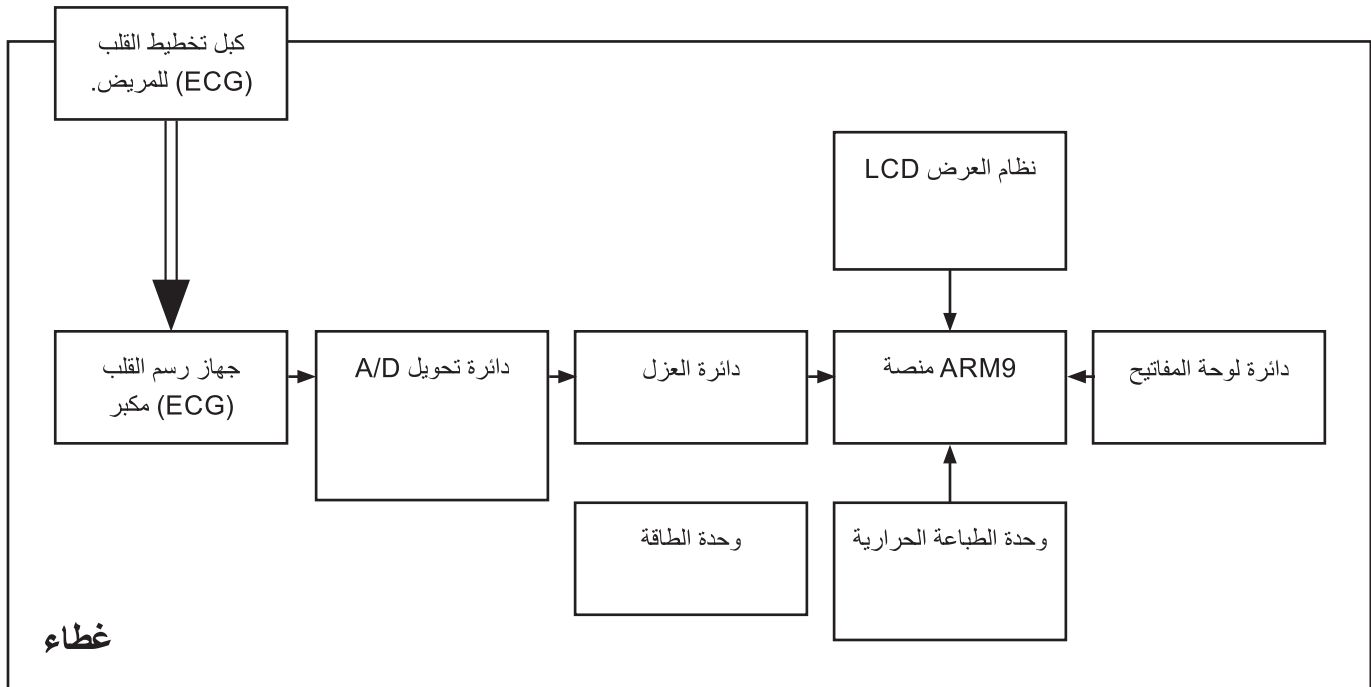 كبل تخطيط القلب
(ECG) للمريض.
نظام العرض LCD
جهاز رسم القلب
(ECG) مكبر
دائرة تحويل A/D
دائرة العزل
ARM9 منصة
دائرة لوحة المفاتيح
وحدة الطاقة
وحدة الطباعة الحرارية
غطاء